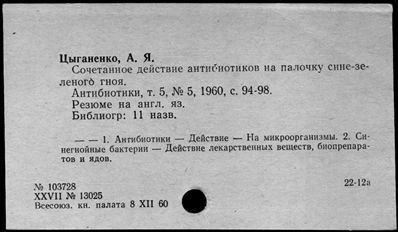 Цыганенко, А. Я.
Сочетанное действие антибиотиков на палочку сине-зе-
леного гноя.
Антибиотики, т. 5, № 5, 1960, с. 94-98.
Резюме на англ. яз.
Библиогр: 11 назв.
— — 1. Антибиотики — Действие — На микроорганизмы. 2. Си-
негнойные бактерии — Действие лекарственных веществ, биопрепара-
тов и ядов.
№ 103728
22-12а
XXVII № 13025
Всесоюз. кн. палата 8 XII 60